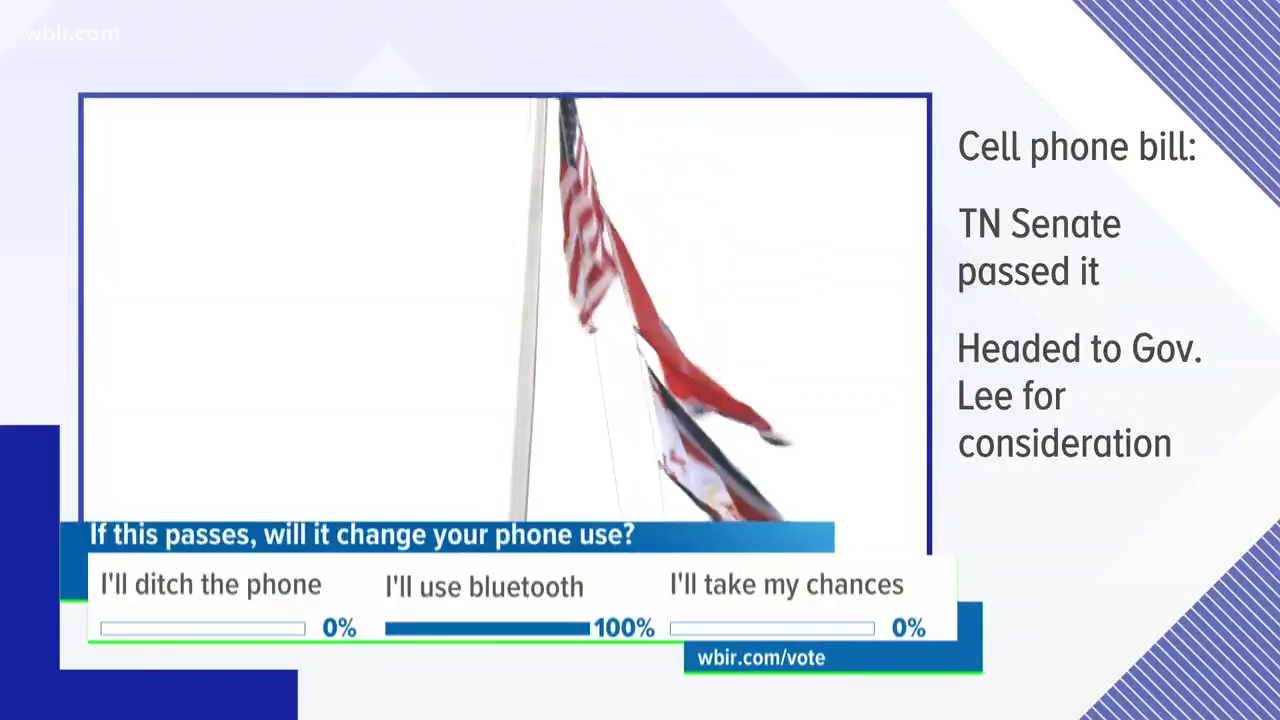 wbir.com
Cell phone bill:
TN Senate
passed it
Headed to Gov.
Lee for
consideration
If this passes, will it change your phone use?
I'll ditch the phone
0%
I'll use bluetooth
100%
I'll take my chances
0%
wbir.com/vote